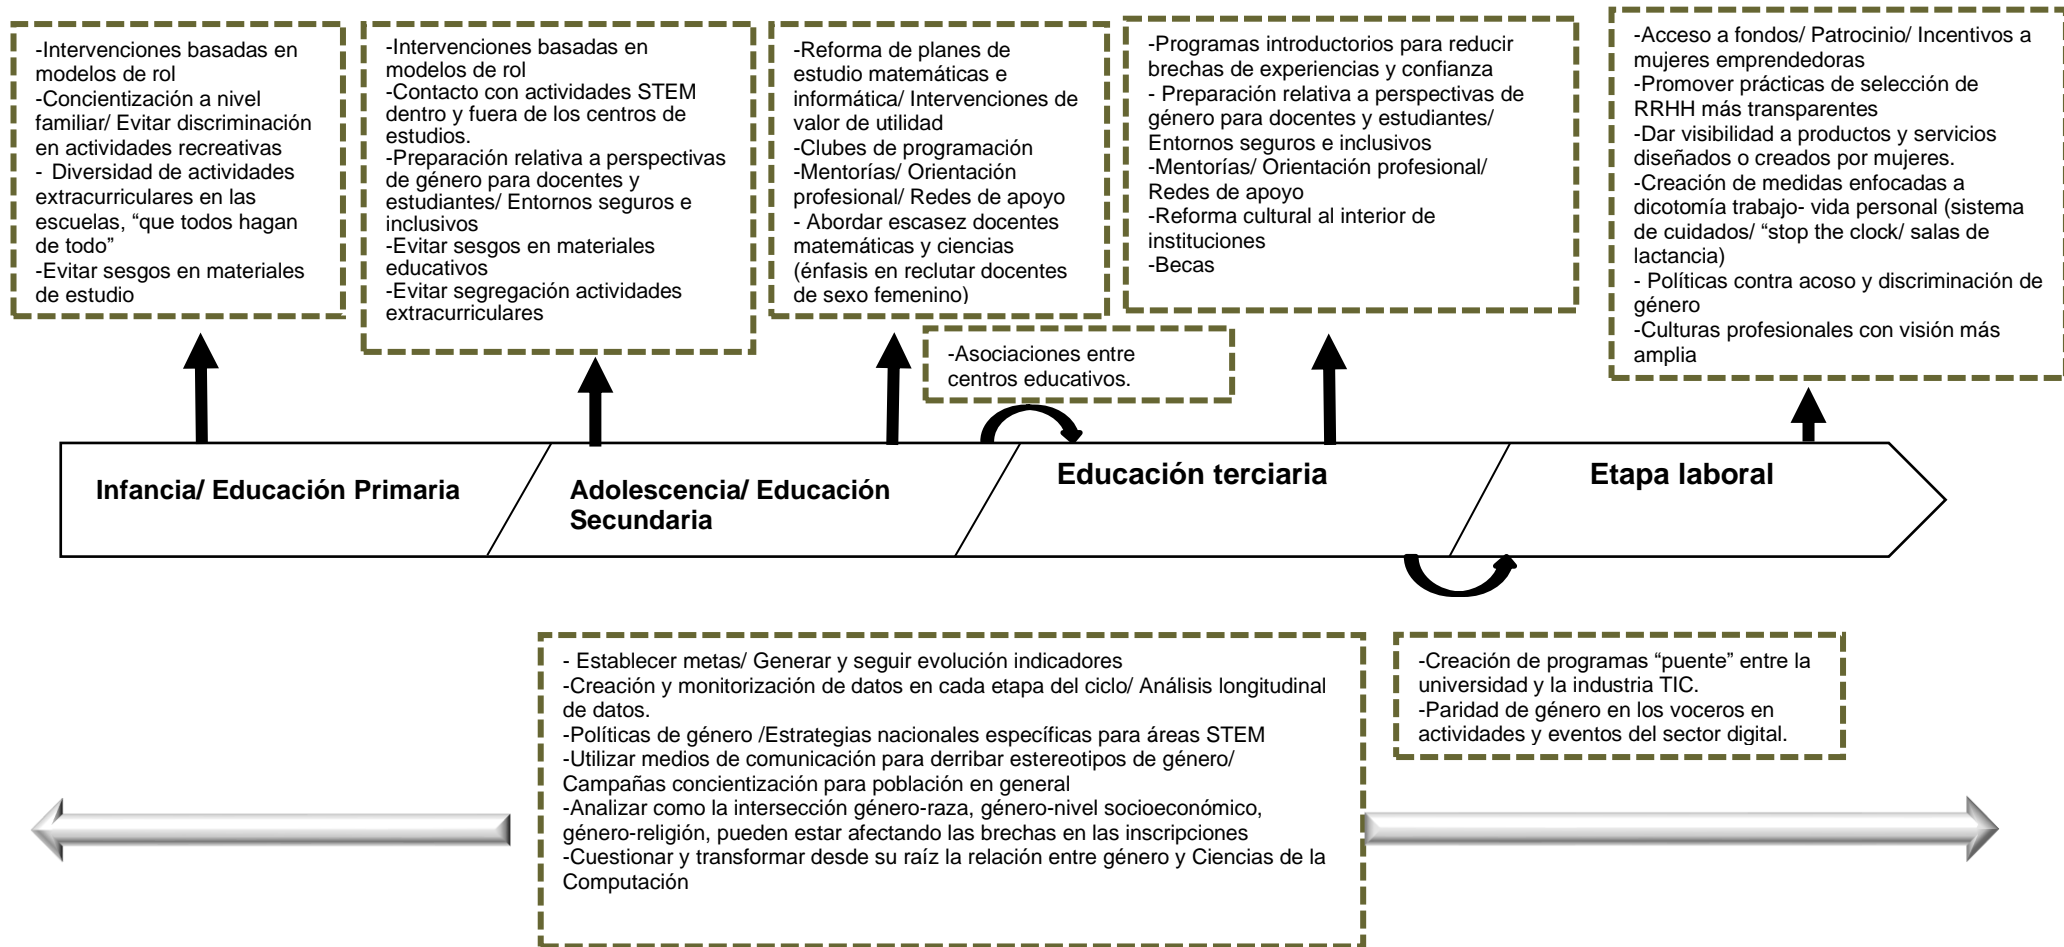 -Intervenciones basadas en
modelos de rol
-Concientización a nivel
familiar/ Evitar discriminación
en actividades recreativas
- Diversidad de actividades
extracurriculares en las
escuelas, “que todos hagan
de todo”
-Evitar sesgos en materiales
de estudio
-Intervenciones basadas en
modelos de rol
-Contacto con actividades STEM
dentro y fuera de los centros de
estudios.
-Preparación relativa a perspectivas
de género para docentes y
estudiantes/ Entornos seguros e
inclusivos
-Evitar sesgos en materiales
educativos
-Evitar segregación actividades
extracurriculares
-Reforma de planes de
estudio matemáticas e
informática/ Intervenciones de
valor de utilidad
-Clubes de programación
-Mentorías/ Orientación
profesional/ Redes de apoyo
- Abordar escasez docentes
matemáticas y ciencias
(énfasis en reclutar docentes
de sexo femenino)
-Asociaciones entre
centros educativos.
-Programas introductorios para reducir
brechas de experiencias y confianza
- Preparación relativa a perspectivas de
género para docentes y estudiantes/
Entornos seguros e inclusivos
-Mentorías/ Orientación profesional/
Redes de apoyo
-Reforma cultural al interior de
instituciones
-Becas
-Acceso a fondos/ Patrocinio/ Incentivos a
mujeres emprendedoras
-Promover prácticas de selección de
RRHH más transparentes
-Dar visibilidad a productos y servicios
diseñados o creados por mujeres.
-Creación de medidas enfocadas a
dicotomía trabajo- vida personal (sistema
de cuidados/ “stop the clock/ salas de
lactancia)
- Políticas contra acoso y discriminación de
género
-Culturas profesionales con visión más
amplia
Infancia/ Educación Primaria
Adolescencia/ Educación
Secundaria
Educación terciaria
Etapa laboral
- Establecer metas/ Generar y seguir evolución indicadores
-Creación y monitorización de datos en cada etapa del ciclo/ Análisis longitudinal
de datos.
-Políticas de género /Estrategias nacionales específicas para áreas STEM
-Utilizar medios de comunicación para derribar estereotipos de género/
Campañas concientización para población en general
-Analizar como la intersección género-raza, género-nivel socioeconómico,
género-religión, pueden estar afectando las brechas en las inscripciones
-Cuestionar y transformar desde su raíz la relación entre género y Ciencias de la
Computación
-Creación de programas “puente” entre la
universidad y la industria TIC.
-Paridad de género en los voceros en
actividades y eventos del sector digital.